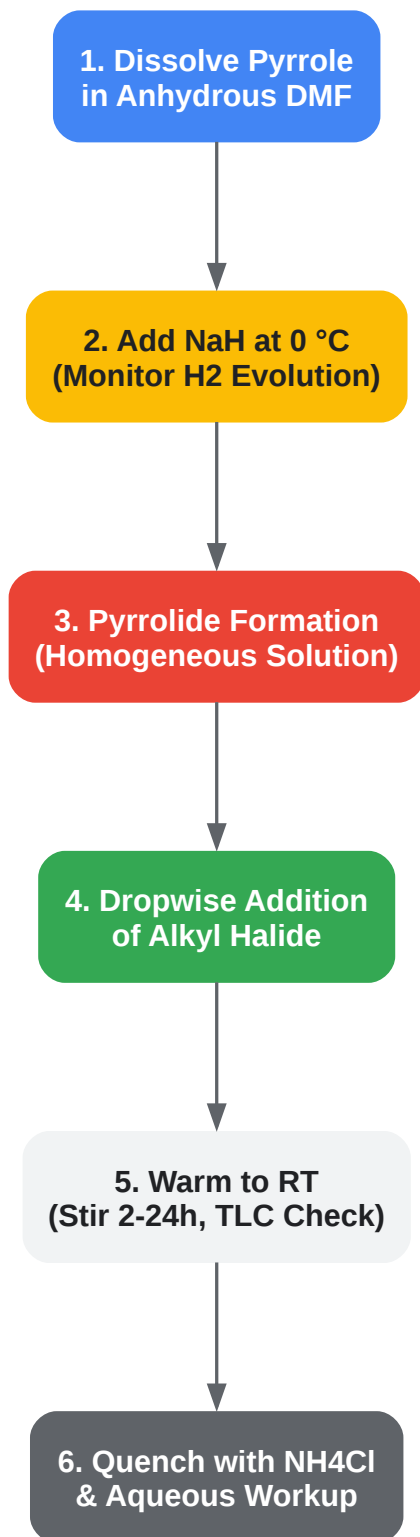 1. Dissolve Pyrrole
in Anhydrous DMF
2. Add NaH at 0 °C
(Monitor H2 Evolution)
3. Pyrrolide Formation
(Homogeneous Solution)
4. Dropwise Addition
of Alkyl Halide
5. Warm to RT
(Stir 2-24h, TLC Check)
6. Quench with NH4Cl
& Aqueous Workup